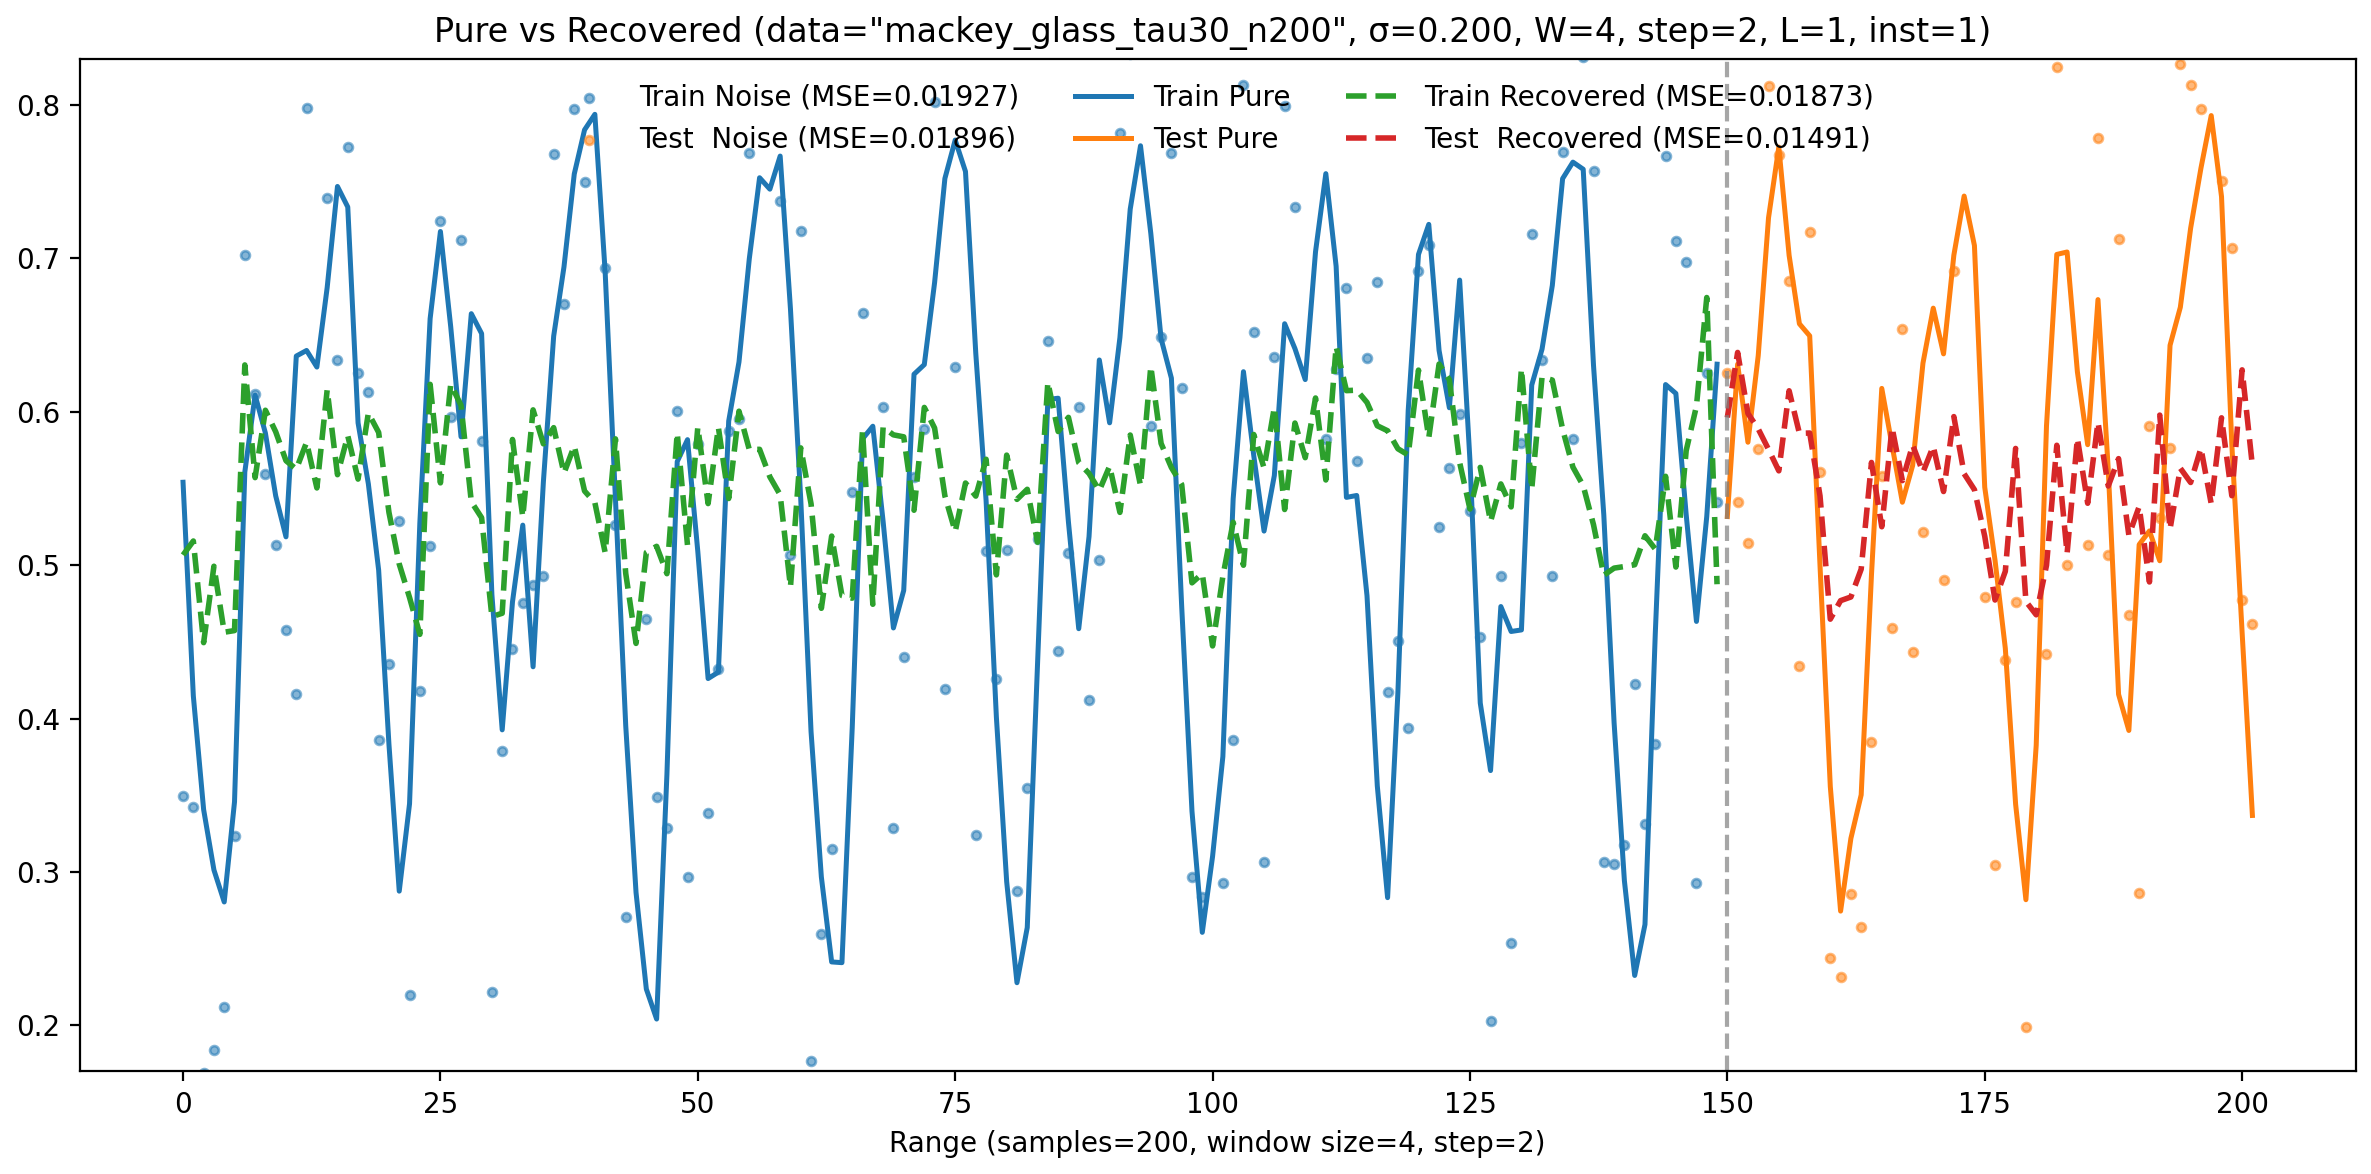 Pure vs Recovered (data="mackey_glass_tau30_n200", σ=0.200, W=4, step=2, L=1, inst=1)
Train Noise (MSE=0.01927) Train Pure Train Recovered (MSE=0.01873)
Test  Noise (MSE=0.01896) Test Pure Test  Recovered (MSE=0.01491)
0.8
0.7
0.6
0.5
0.4
0.3
0.2
0 25 50 75 100 125 150 175 200
Range (samples=200, window size=4, step=2)